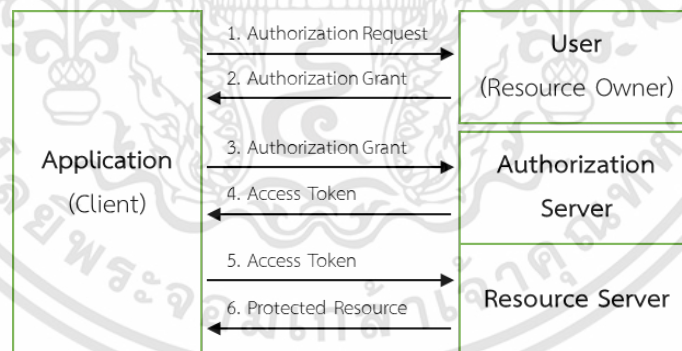 1. Authorization Request
User
(Resource Owner)
2. Authorization Grant
Application
(Client)
3. Authorization Grant
Authorization
Server
4. Access Token
5. Access Token
Resource Server
6. Protected Resource